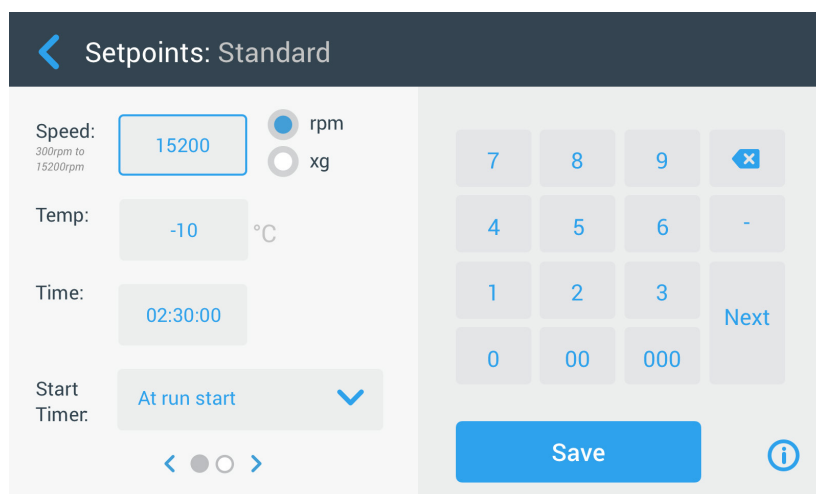 Setpoints: Standard
Speed:
300rpm to
15200rpm
15200
rpm
xg
Temp:
-10
°C
Time:
02:30:00
Start
Timer:
At run start
7 8 9
4 5 6 -
1 2 3
Next
0 00 000
Save